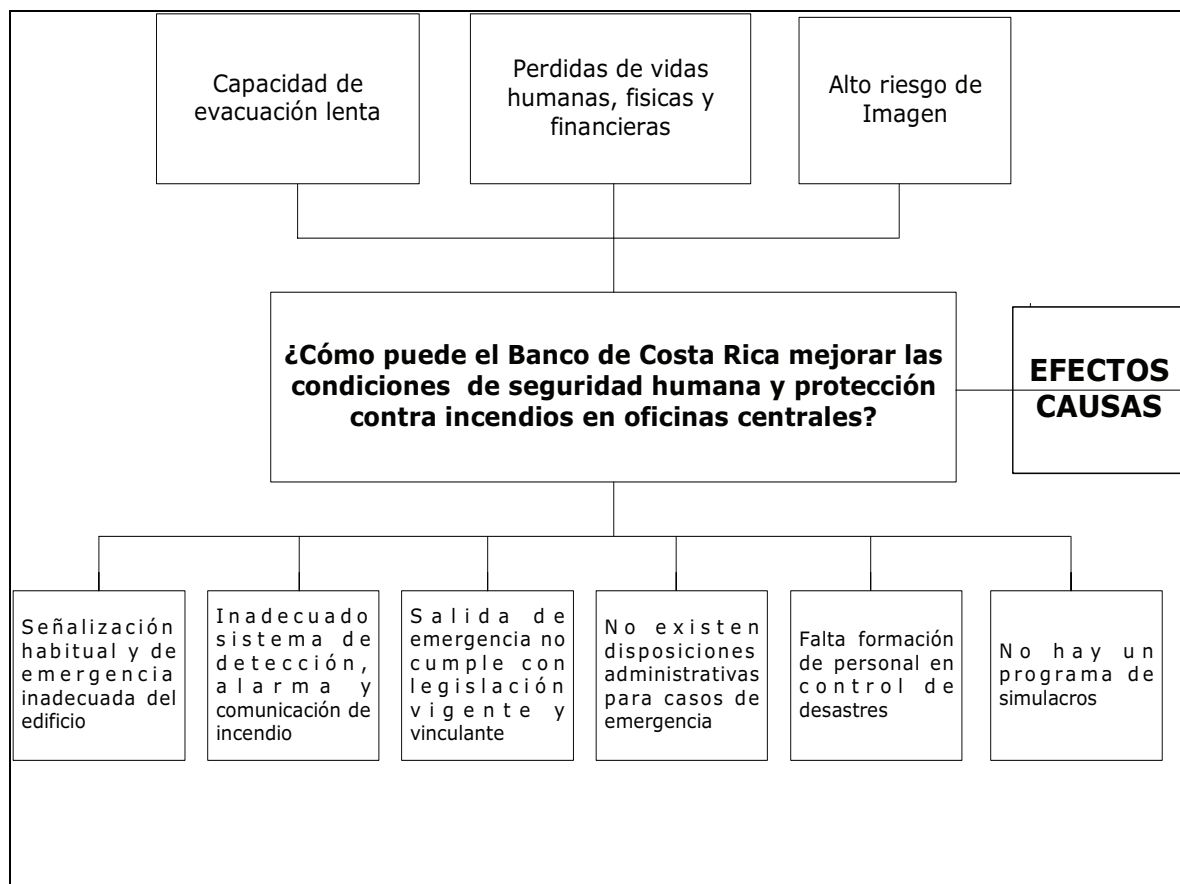 Capacidad de
evacuación lenta
Perdidas de vidas
humanas, fisicas y
financieras
Alto riesgo de
Imagen
¿Cómo puede el Banco de Costa Rica mejorar las
condiciones de seguridad humana y protección
contra incendios en oficinas centrales?
EFECTOS
CAUSAS
Señalización
habitual y de
emergencia
inadecuada del
edificio
Inadecuado
sistema de
detección,
alarma y
comunicación de
incendio
Salida de
emergencia no
cumple con
legislación
vigente y
vinculante
No existen
disposiciones
administrativas
para casos de
emergencia
Falta formación
de personal en
control de
desastres
No hay un
programa de
simulacros